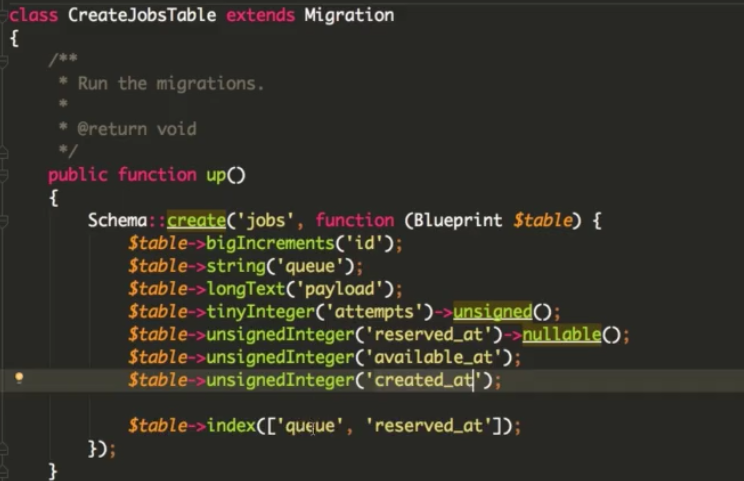 class CreateJobsTable extends Migration
{
    /**
     * Run the migrations.
     *
     * @return void
     */
    public function up()
    {
        Schema::create('jobs', function (Blueprint $table) {
            $table->bigIncrements('id');
            $table->string('queue');
            $table->longText('payload');
            $table->tinyInteger('attempts')->unsigned();
            $table->unsignedInteger('reserved_at')->nullable();
            $table->unsignedInteger('available_at');
            $table->unsignedInteger('created_at');

            $table->index(['queue', 'reserved_at']);
        });
    }